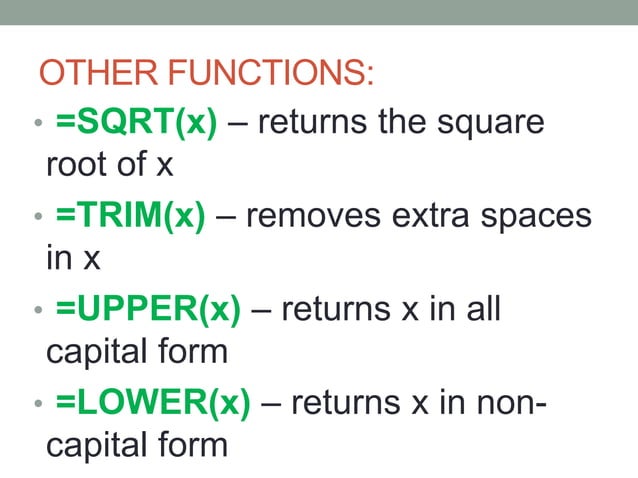 OTHER FUNCTIONS:
• =SQRT(x) – returns the square
root of x
• =TRIM(x) – removes extra spaces
in x
• =UPPER(x) – returns x in all
capital form
• =LOWER(x) – returns x in non-
capital form